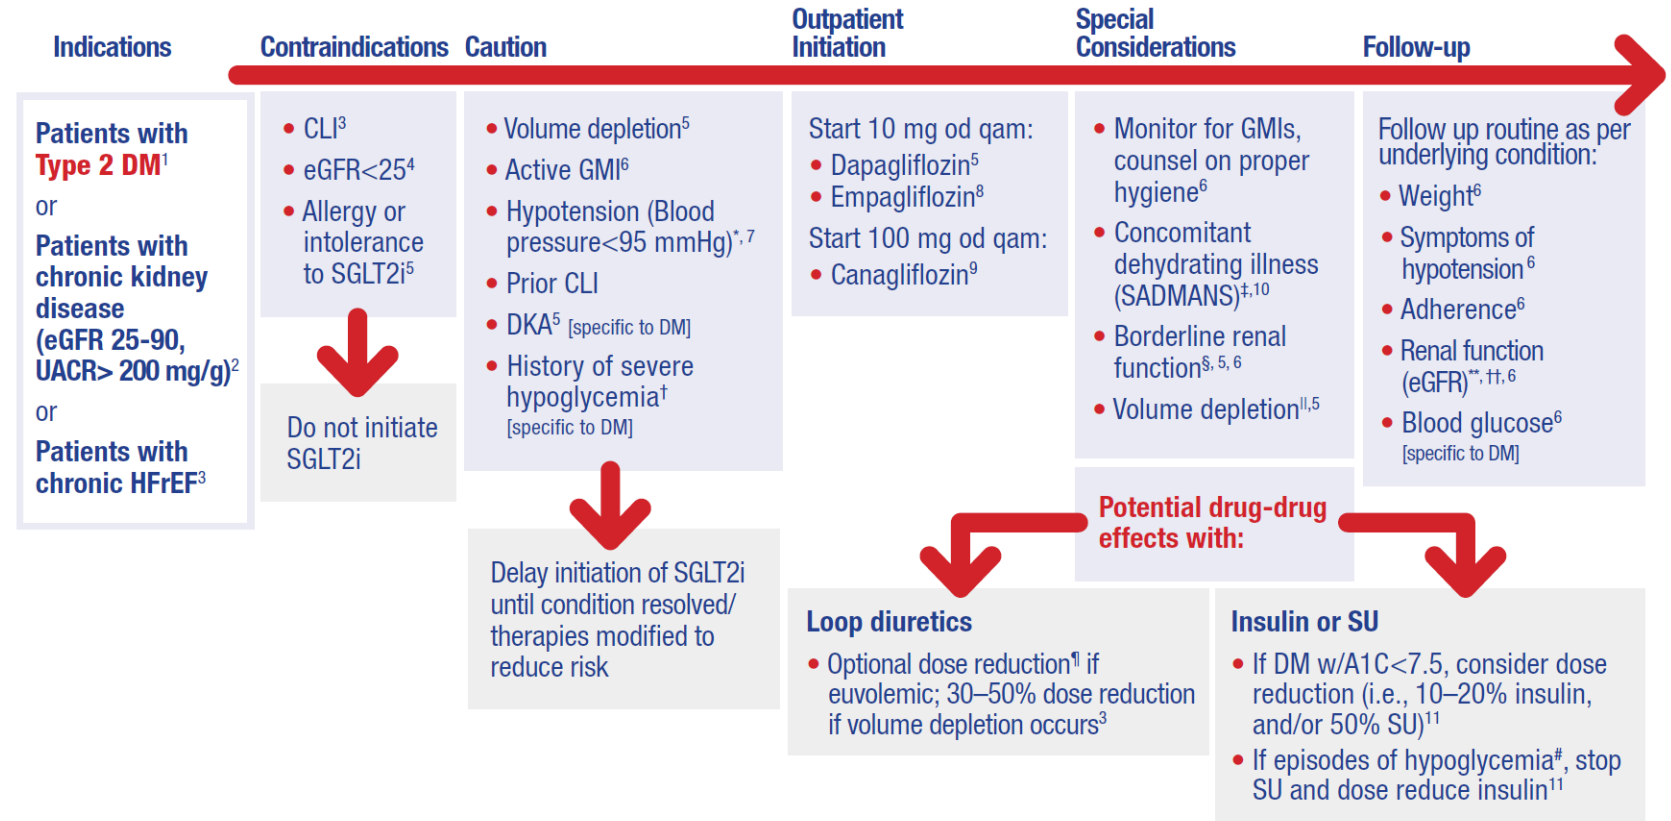 Indications
Contraindications
Caution
Outpatient
Initiation
Special
Considerations
Follow-up
Patients with
Type 2 DM1
or
Patients with
chronic kidney
disease
(eGFR 25-90,
UACR> 200 mg/g)2
or
Patients with
chronic HFrEF3
• CLI3
• eGFR<254
• Allergy or
intolerance
to SGLT2i5
Do not initiate
SGLT2i
• Volume depletion5
• Active GMI6
• Hypotension (Blood
pressure<95 mmHg)*, 7
• Prior CLI
• DKA5 [specific to DM]
• History of severe
hypoglycemia†
[specific to DM]
Delay initiation of SGLT2i
until condition resolved/
therapies modified to
reduce risk
Start 10 mg od qam:
• Dapagliflozin5
• Empagliflozin8
Start 100 mg od qam:
• Canagliflozin9
• Monitor for GMIs,
counsel on proper
hygiene6
• Concomitant
dehydrating illness
(SADMANS)‡,10
• Borderline renal
function§, 5, 6
• Volume depletion||,5
Potential drug-drug
effects with:
Loop diuretics
• Optional dose reduction¶ if
euvolemic; 30–50% dose reduction
if volume depletion occurs3
Follow up routine as per
underlying condition:
• Weight6
• Symptoms of
hypotension6
• Adherence6
• Renal function
(eGFR)**, ††, 6
• Blood glucose6
[specific to DM]
Insulin or SU
• If DM w/A1C<7.5, consider dose
reduction (i.e., 10–20% insulin,
and/or 50% SU)11
• If episodes of hypoglycemia#, stop
SU and dose reduce insulin11